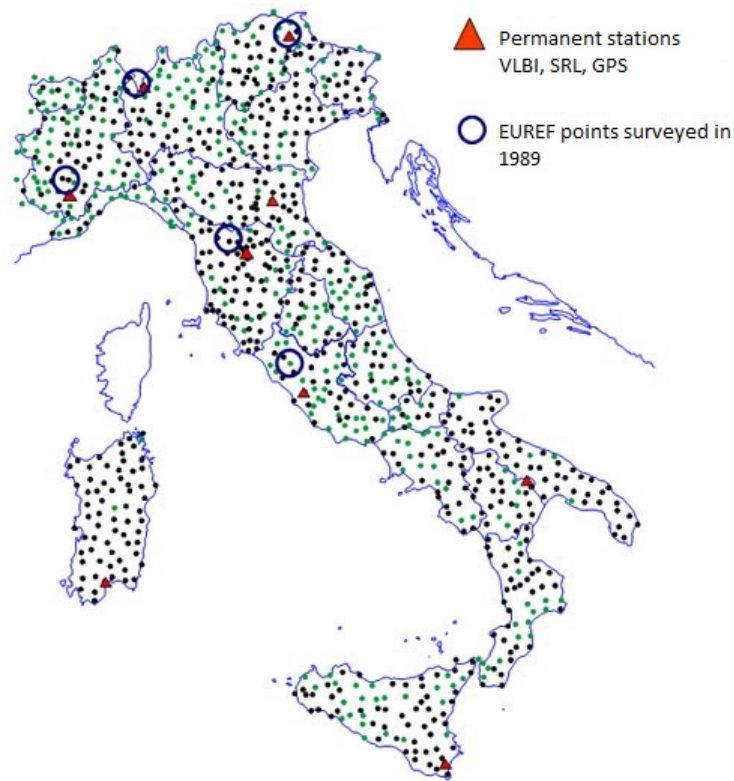 Permanent stations
VLBI, SRL, GPS
EUREF points surveyed in
1989